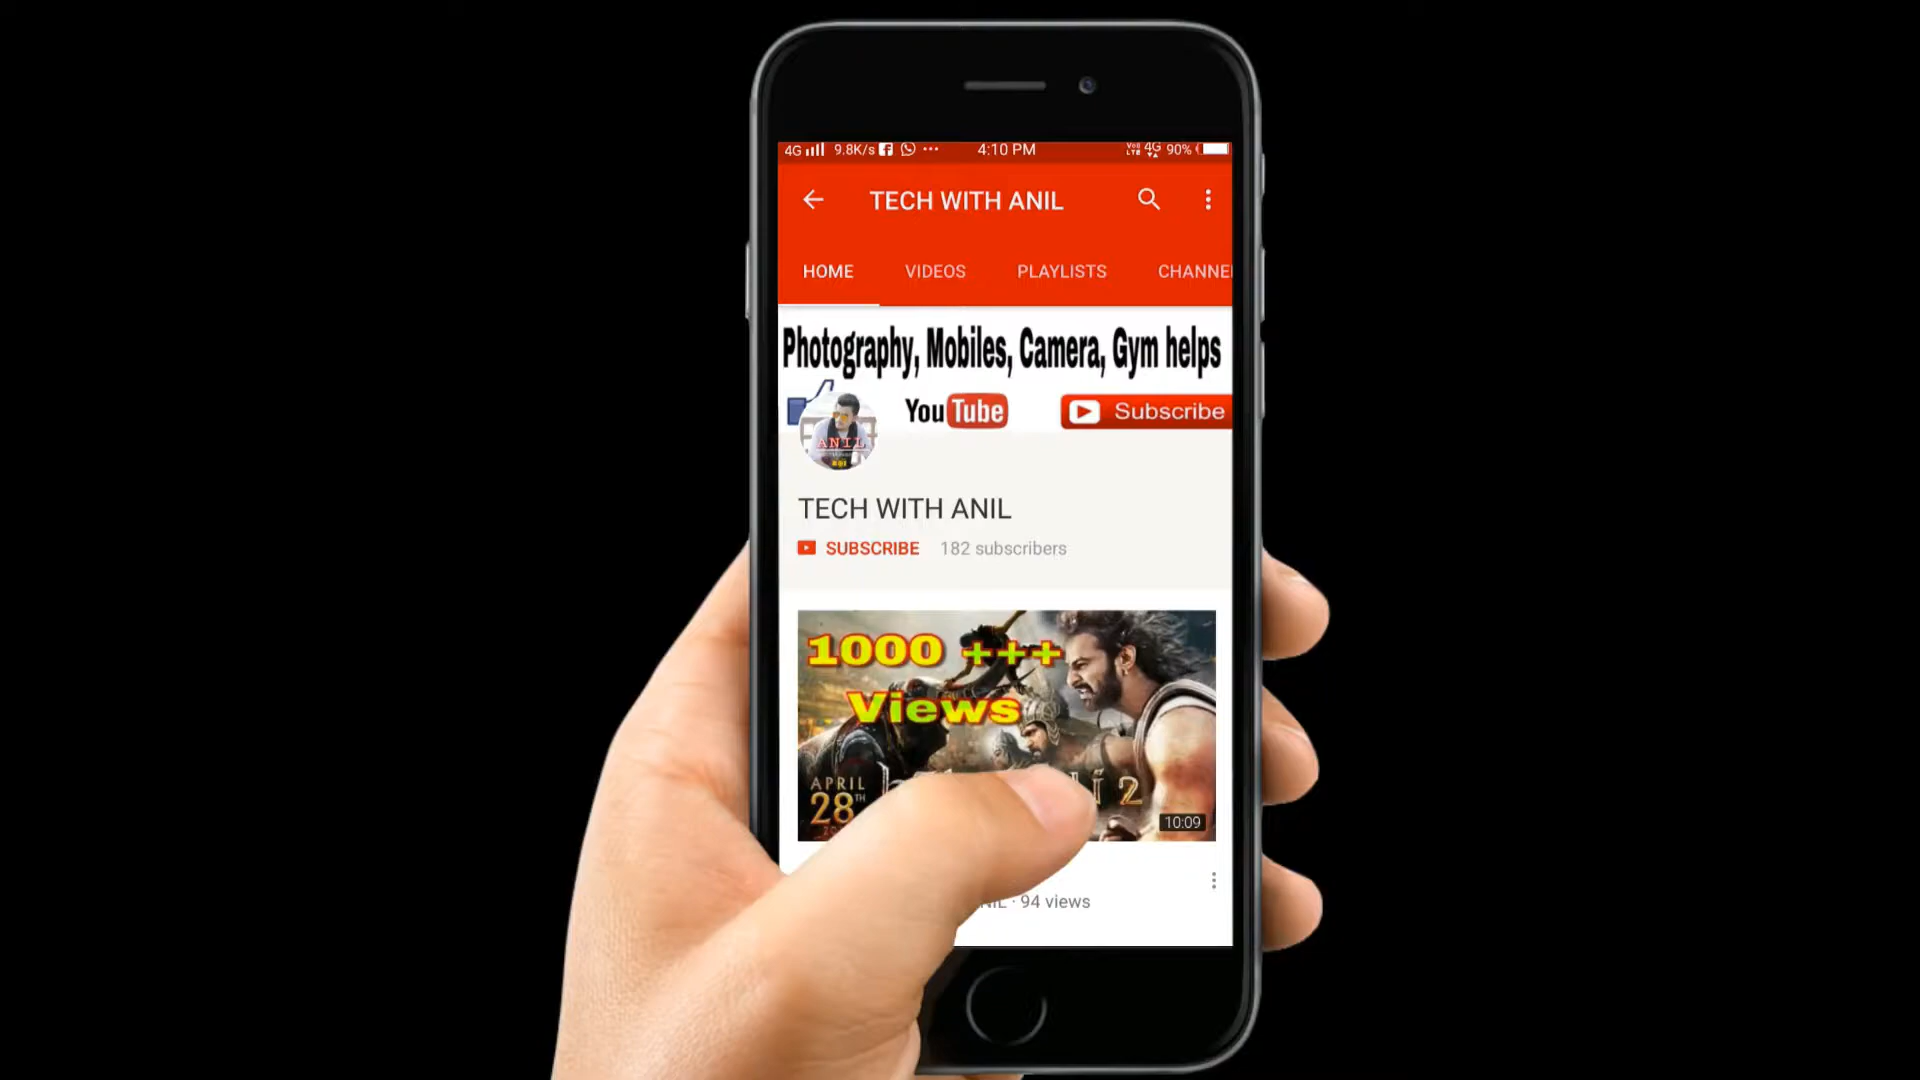 4G 9.8K/s ... 4:10 PM VoLTE 4G 90%
TECH WITH ANIL
HOME VIDEOS PLAYLISTS CHANNE
Photography, Mobiles, Camera, Gym helps
YouTube Subscribe
ANIL
TECH WITH ANIL
SUBSCRIBE 182 subscribers
1000 +++
Views
APRIL
28TH
2
10:09
NIL · 94 views